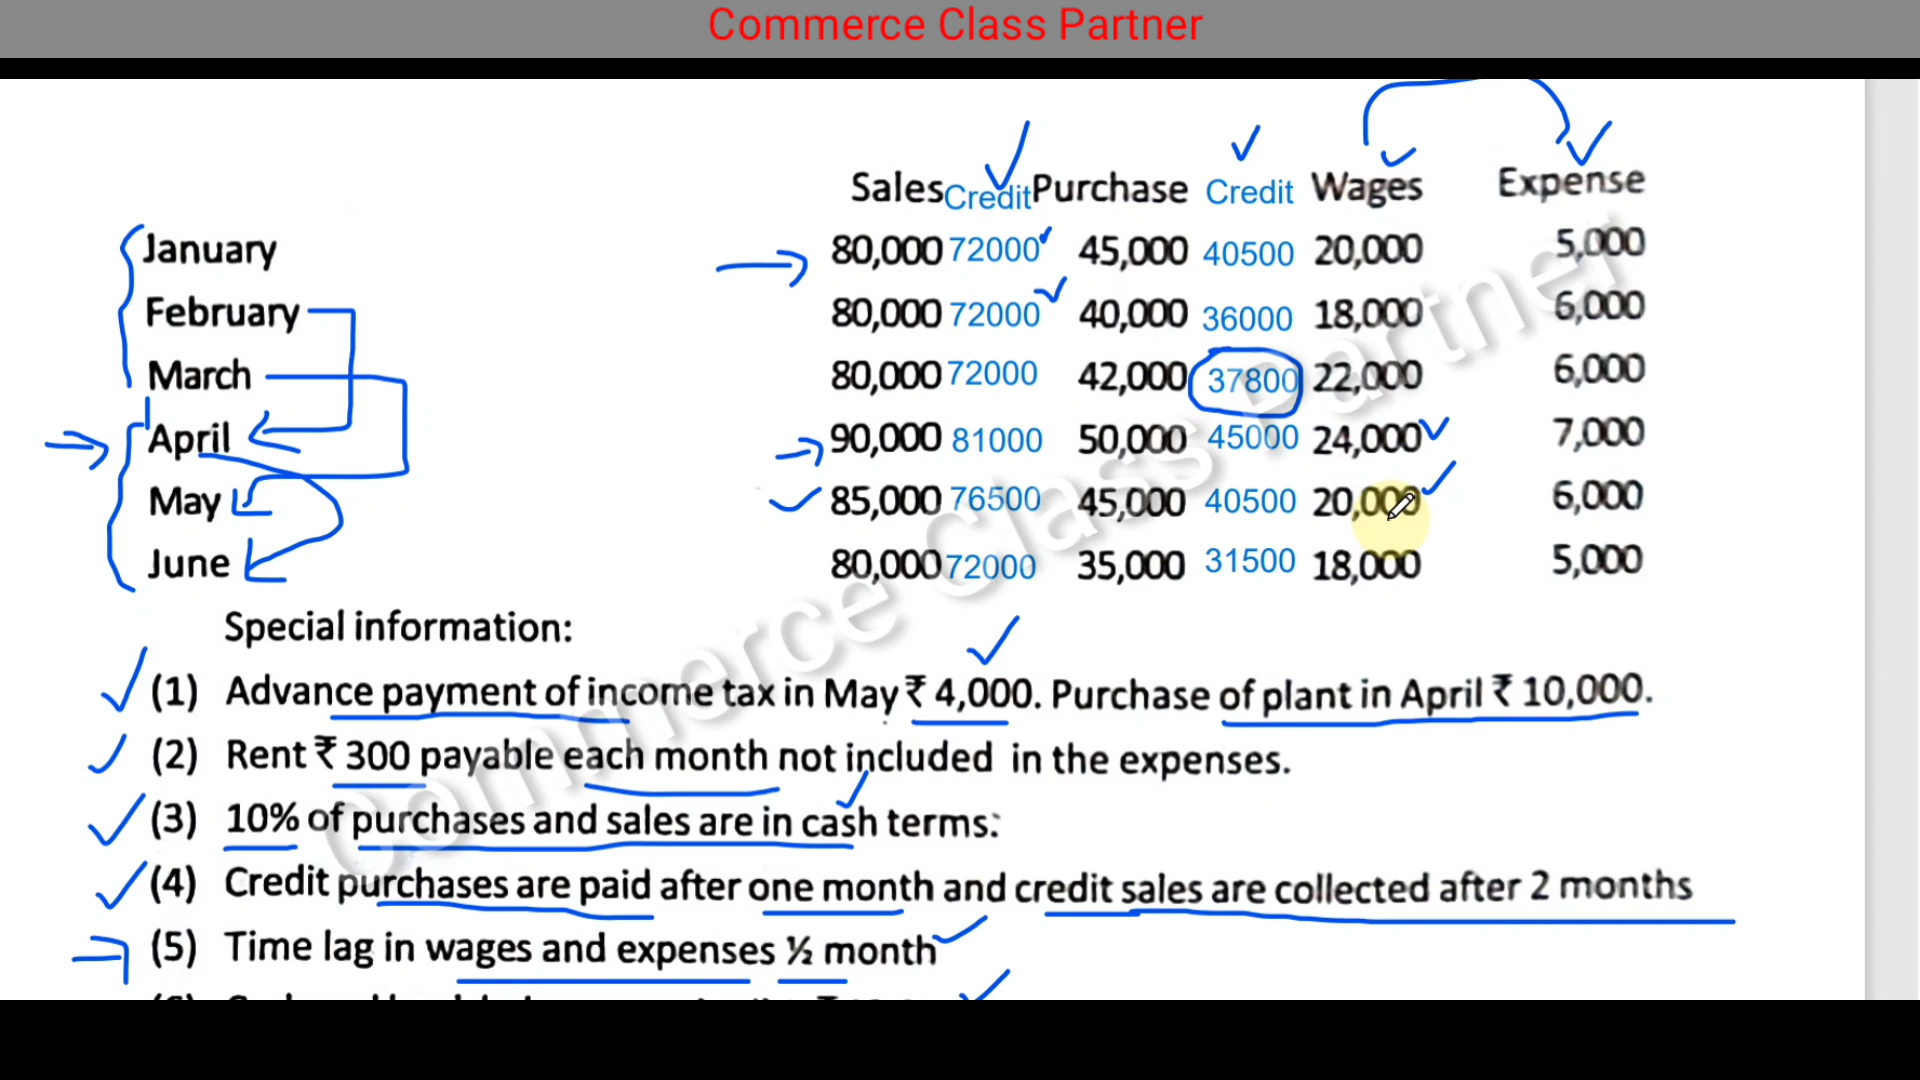 Commerce Class Partner
Sales Credit Purchase Credit Wages Expense
January 80,000 72000 45,000 40500 20,000 5,000
February 80,000 72000 40,000 36000 18,000 6,000
March 80,000 72000 42,000 37800 22,000 6,000
April 90,000 81000 50,000 45000 24,000 7,000
May 85,000 76500 45,000 40500 20,000 6,000
June 80,000 72000 35,000 31500 18,000 5,000
Special information:
(1) Advance payment of income tax in May ₹ 4,000. Purchase of plant in April ₹ 10,000.
(2) Rent ₹ 300 payable each month not included in the expenses.
(3) 10% of purchases and sales are in cash terms:
(4) Credit purchases are paid after one month and credit sales are collected after 2 months
(5) Time lag in wages and expenses ½ month
Commerce Class Partner